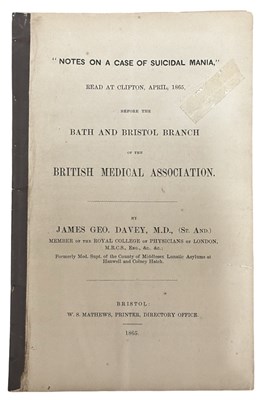 "NOTES ON A CASE OF SUICIDAL MANIA,"
READ AT CLIFTON, APRIL, 1865,
BEFORE THE
BATH AND BRISTOL BRANCH
OF THE
BRITISH MEDICAL ASSOCIATION.
BY
JAMES GEO. DAVEY, M.D., (ST. AND.)
MEMBER OF THE ROYAL COLLEGE OF PHYSICIANS OF LONDON,
M.R.C.S., ENG., &c. &c.;
Formerly Med. Supt. of the County of Middlesex Lunatic Asylums at
Hanwell and Colney Hatch.
BRISTOL:
W. S. MATHEWS, PRINTER, DIRECTORY OFFICE.
1865.